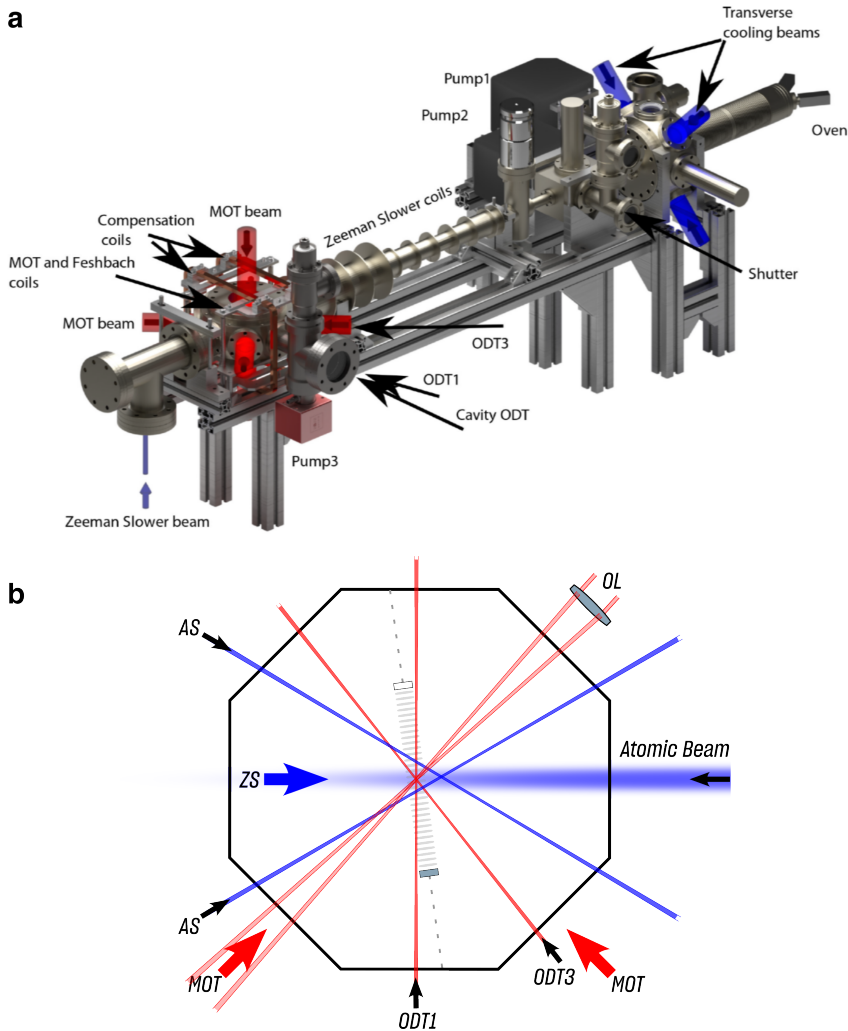 a
Transverse
cooling beams
Pump1
Pump2
Oven
Zeeman Slower coils
Compensation
coils
MOT beam
MOT and Feshbach
coils
Shutter
MOT beam
ODT3
ODT1
Cavity ODT
Pump3
Zeeman Slower beam
b
OL
AS
Atomic Beam
ZS
AS
MOT
ODT3
MOT
ODT1